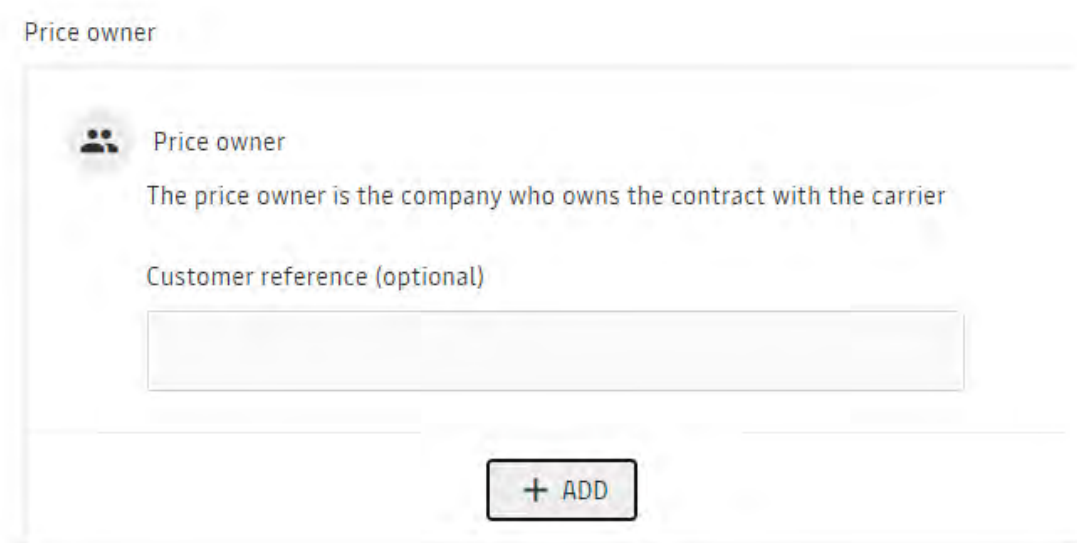 Price owner
Price owner
The price owner is the company who owns the contract with the carrier
Customer reference (optional)
+ ADD